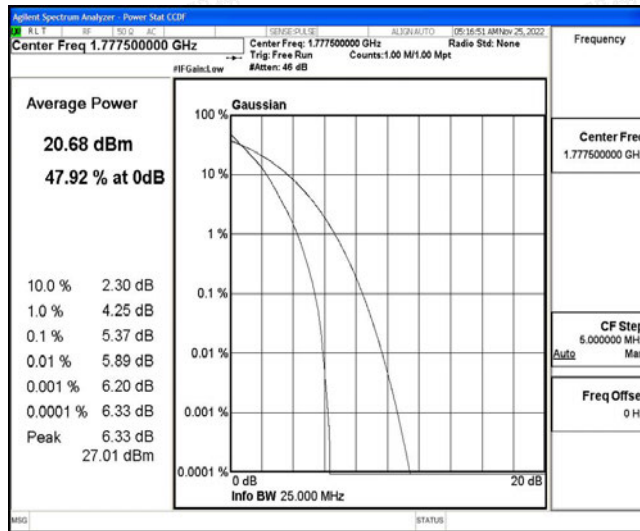 Agilent Spectrum Analyzer - Power Stat CCDF
R L T RF 50 Ω AC SENSE:PULSE ALIGN AUTO 05:16:51 AM Nov 25, 2022
Center Freq 1.777500000 GHz
Center Freq: 1.777500000 GHz Radio Std: None
Trig: Free Run Counts:1.00 M/1.00 Mpt
#IFGain:Low #Atten: 46 dB
Frequency
Average Power
20.68 dBm
47.92 % at 0dB
10.0 % 2.30 dB
1.0 % 4.25 dB
0.1 % 5.37 dB
0.01 % 5.89 dB
0.001 % 6.20 dB
0.0001 % 6.33 dB
Peak 6.33 dB
27.01 dBm
Gaussian
100 %
10 %
1 %
0.1 %
0.01 %
0.001 %
0.0001 %
0 dB 20 dB
Info BW 25.000 MHz
Center Fre
1.777500000 GH
CF Step
5.000000 MH
Auto Ma
Freq Offse
0 H
MSG STATUS